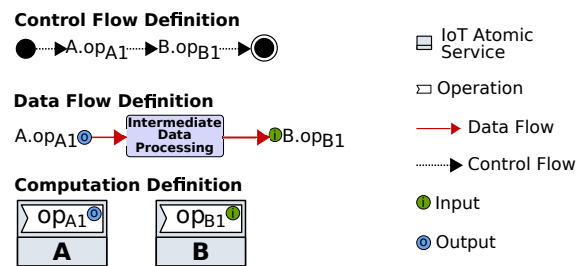 Control Flow Definition
A.opA1 B.opB1
Data Flow Definition
A.opA1 o Intermediate Data Processing i B.opB1
Computation Definition
opA1 o opB1 i
A B
IoT Atomic
Service
Operation
Data Flow
Control Flow
i Input
o Output